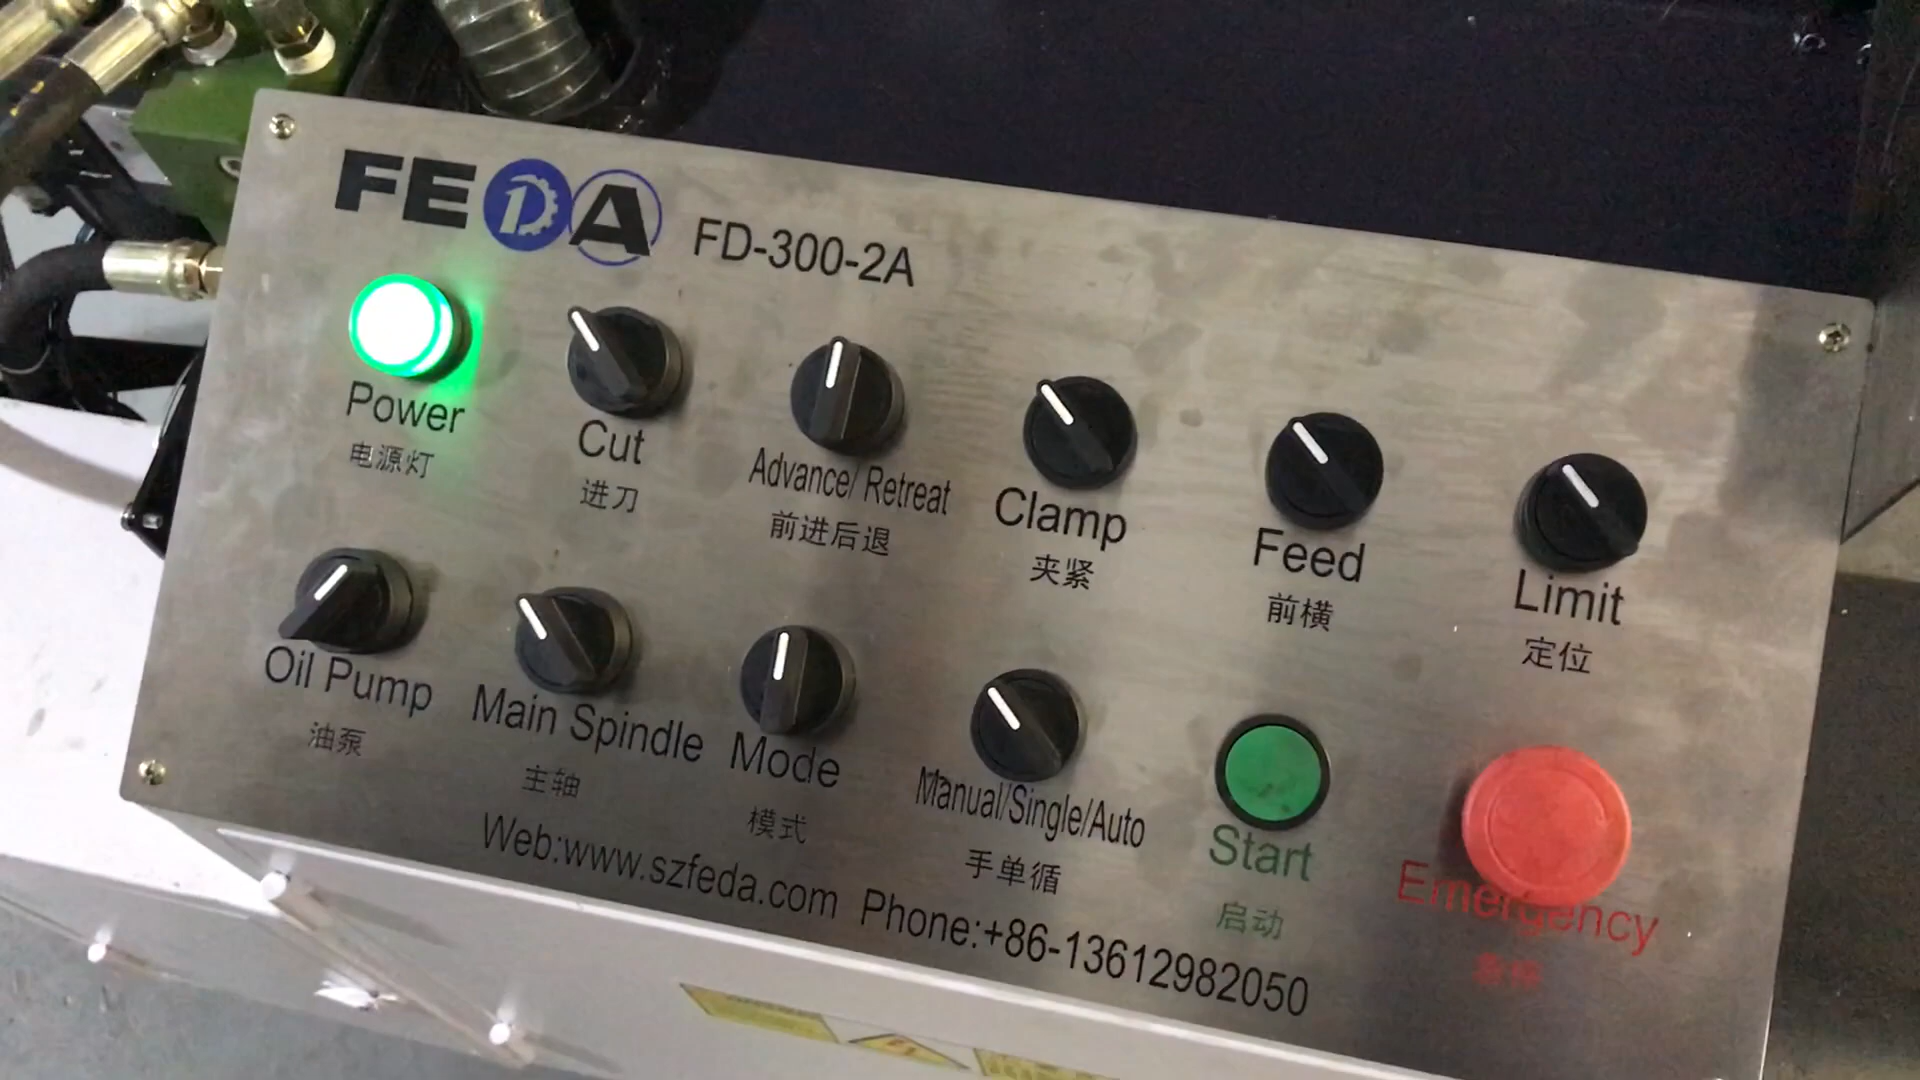 FEDA FD-300-2A
Power
电源灯
Cut
进刀
Advance/ Retreat
前进后退
Clamp
夹紧
Feed
前横
Limit
定位
Oil Pump
油泵
Main Spindle
主轴
Mode
模式
Manual/Single/Auto
手单循
Start
启动
Emergency
Web:www.szfeda.com Phone:+86-13612982050